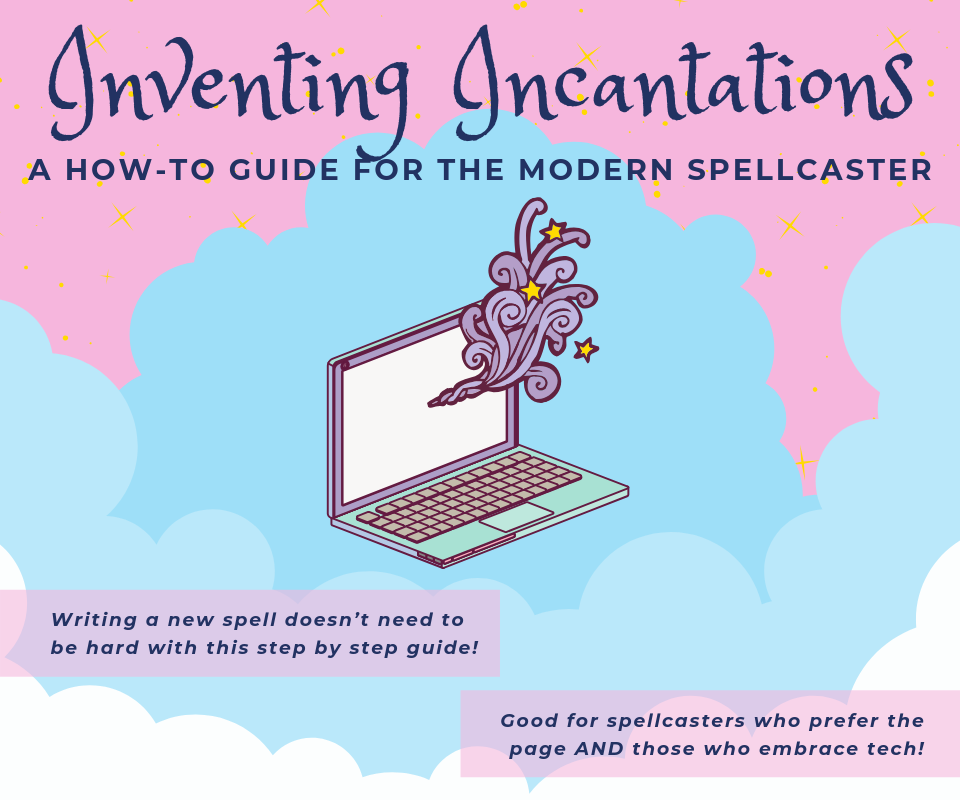 Inventing Incantations
A HOW-TO GUIDE FOR THE MODERN SPELLCASTER
Writing a new spell doesn’t need to
be hard with this step by step guide!
Good for spellcasters who prefer the
page AND those who embrace tech!